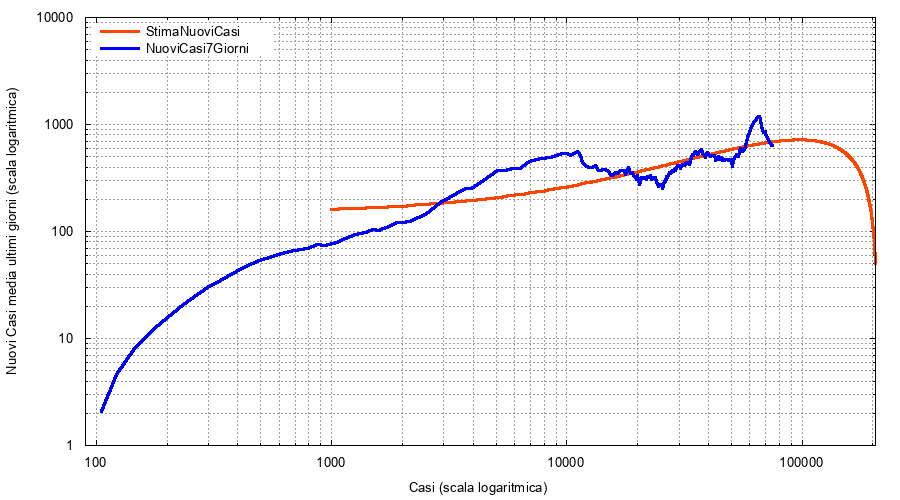 StimaNuoviCasi
NuoviCasi7Giorni
10000
1000
100
10
1
100 1000 10000 100000
Nuovi Casi media ultimi giorni (scala logaritmica)
Casi (scala logaritmica)